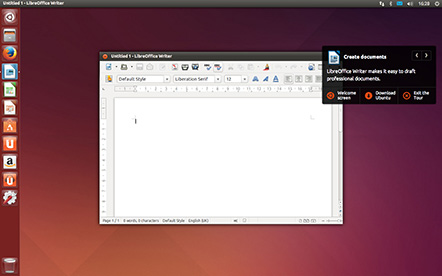 Untitled 1 - LibreOffice Writer
16:28
Untitled 1 - LibreOffice Writer
Default Style
Liberation Serif
12
Create documents
LibreOffice Writer makes it easy to draft
professional documents.
Welcome
screen
Download
Ubuntu
Exit the
Tour
Page 1 / 1
0 words, 0 characters
Default Style
English (UK)